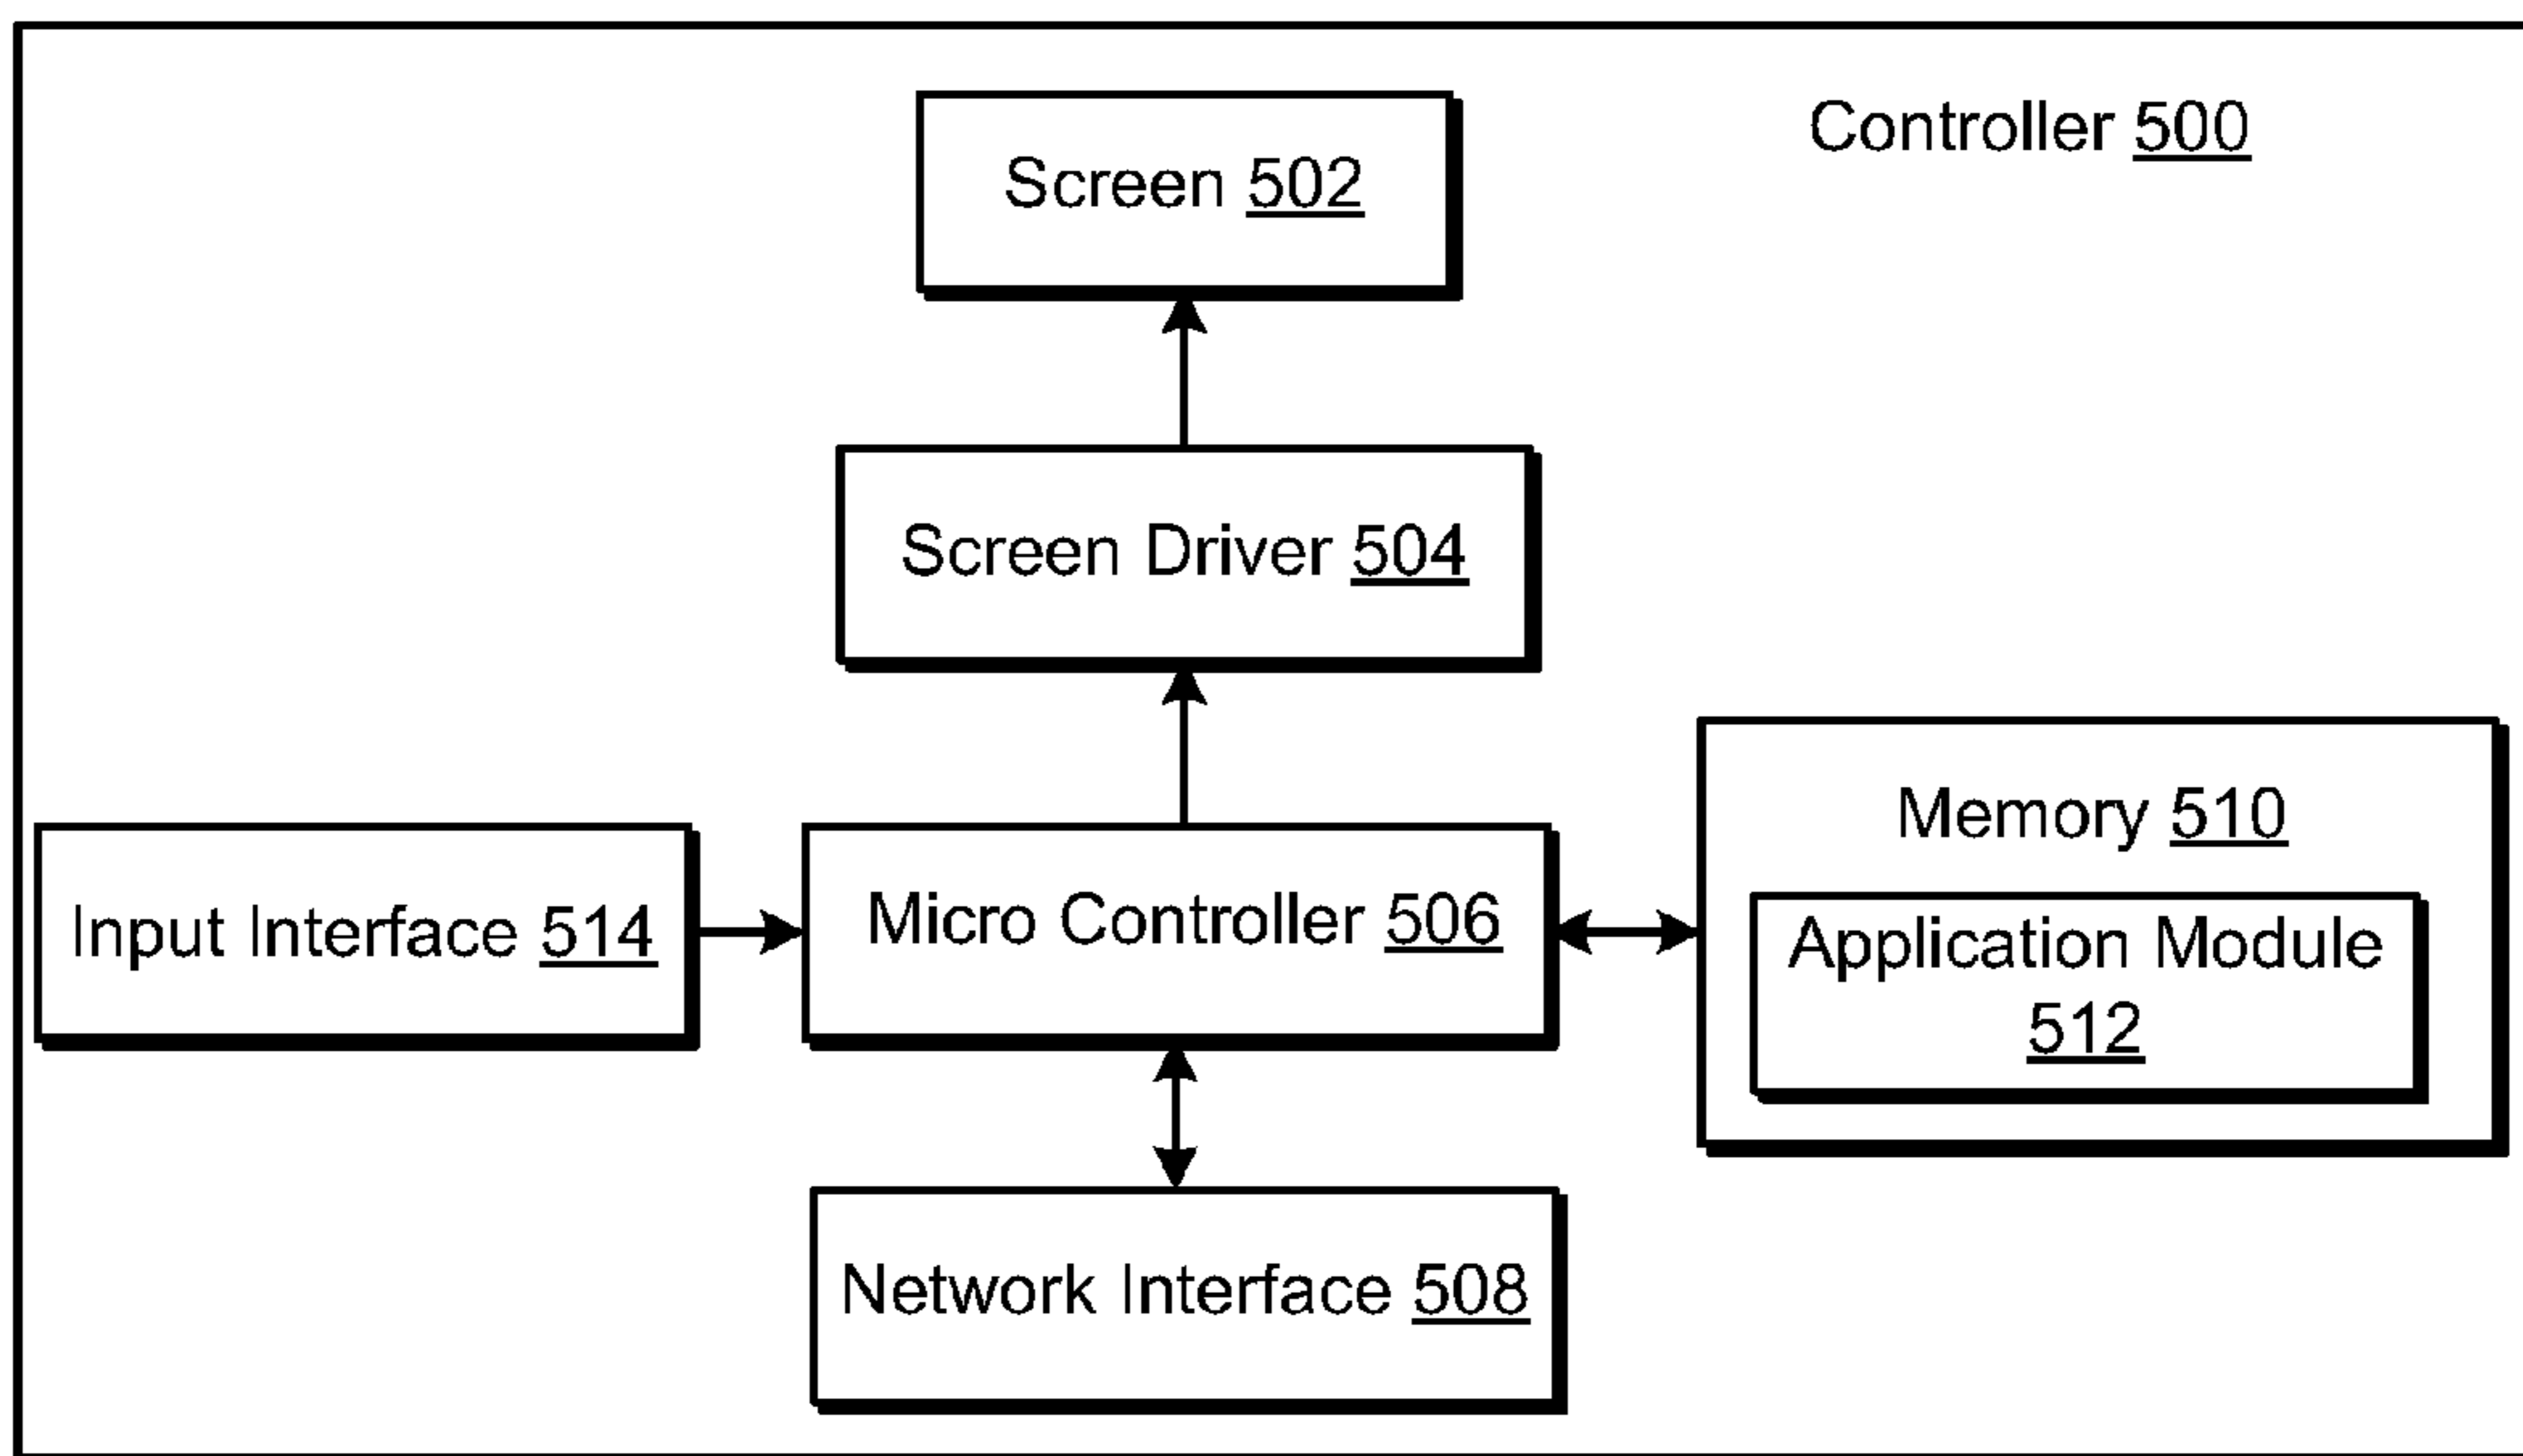 Controller 500
Screen 502
Screen Driver 504
Memory 510
Input Interface 514
Micro Controller 506
Application Module
512
Network Interface 508